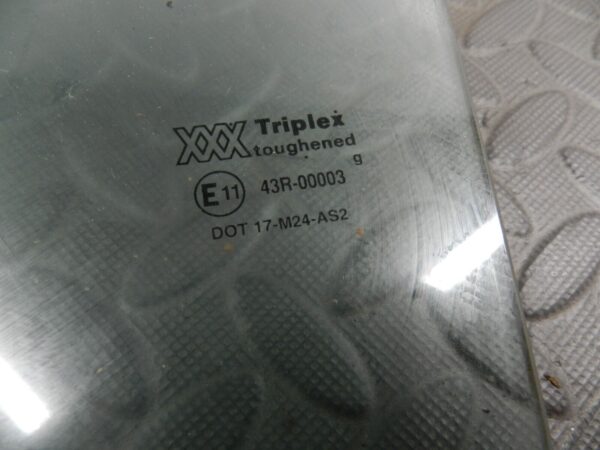 XXX Triplex
toughened
g
E11 43R-00003
DOT 17-M24-AS2